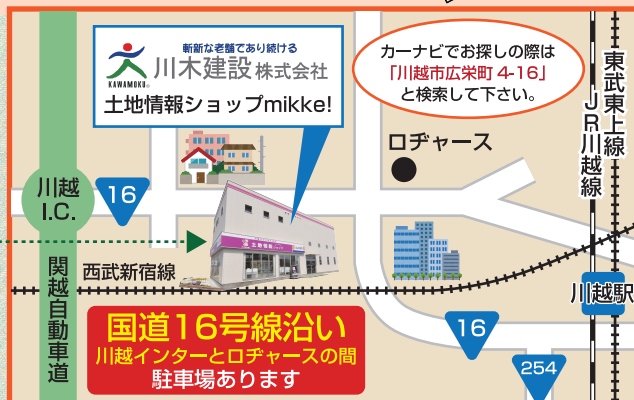 斬新な老舗であり続ける
KAWAMOKU®
川木建設株式会社
土地情報ショップmikke!
カーナビでお探しの際は
「川越市広栄町 4-16」
と検索して下さい。
東武東上線
JR川越線
ロヂャース
川越
I.C.
16
土地情報
西武新宿線
関越自動車道
川越駅
国道16号線沿い
川越インターとロヂャースの間
駐車場あります
16
254